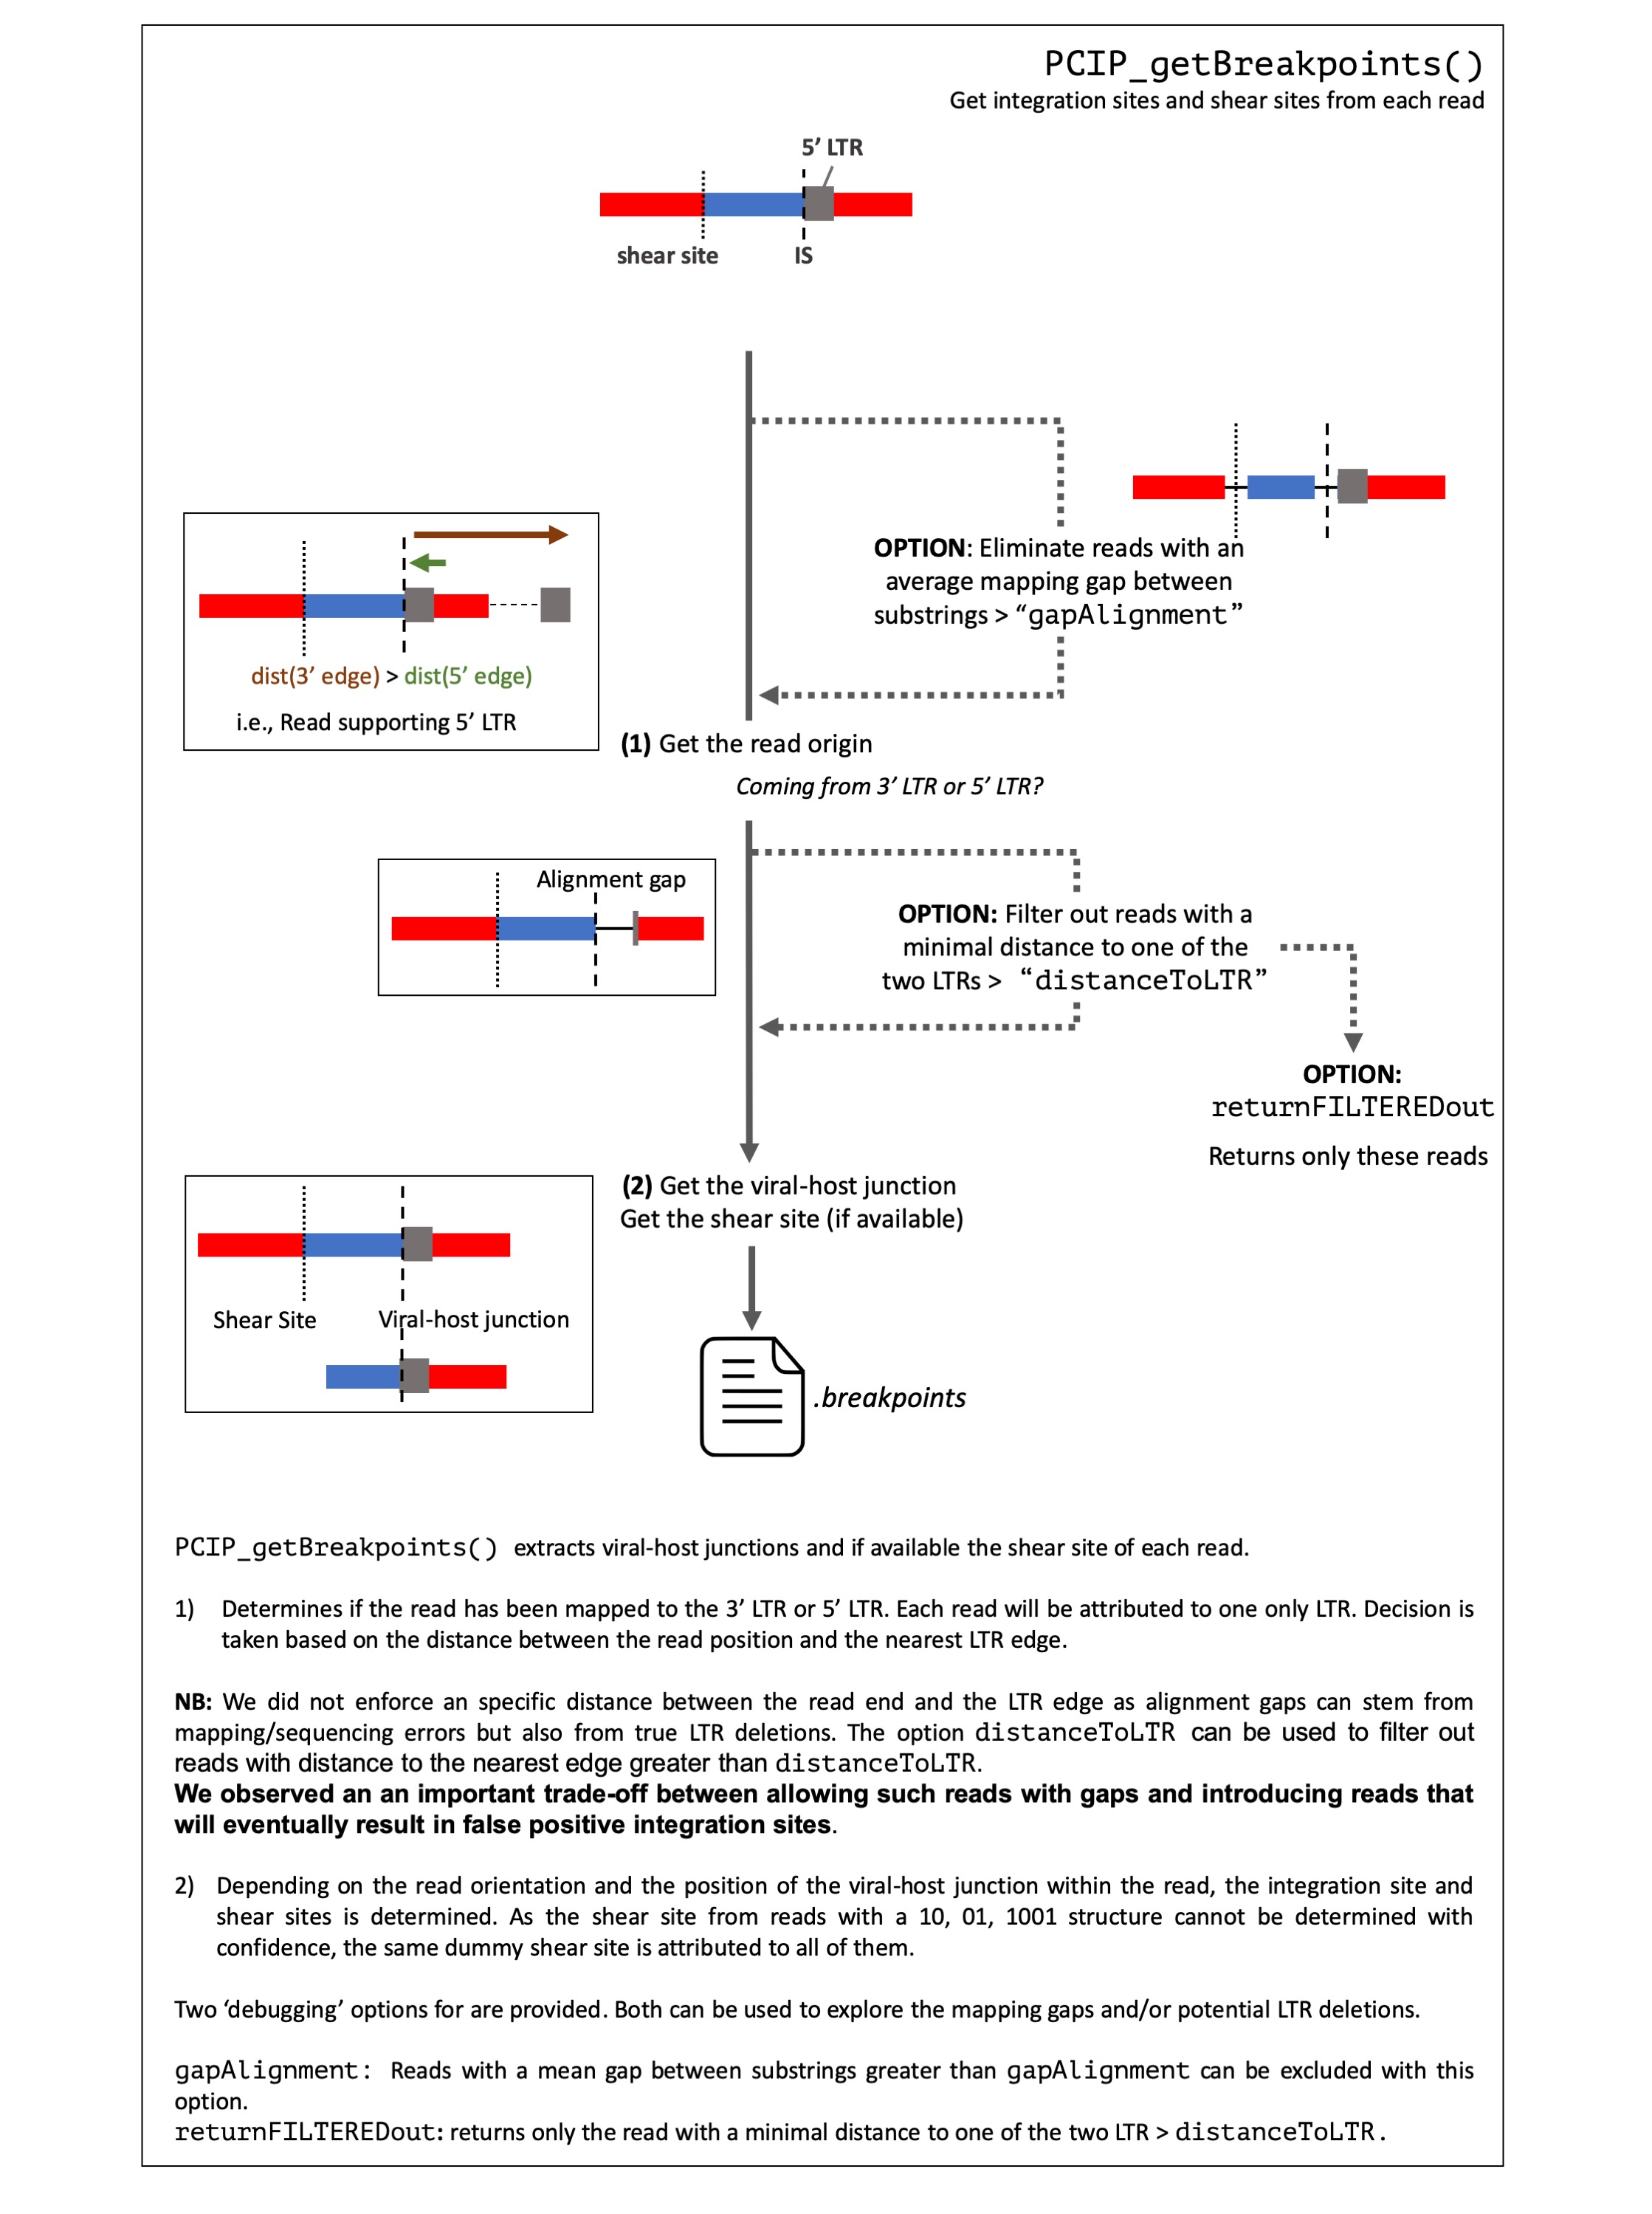 PCIP_getBreakpoints()
Get integration sites and shear sites from each read
5’ LTR
shear site
IS
OPTION: Eliminate reads with an
average mapping gap between
substrings > “gapAlignment”
dist(3’ edge) > dist(5’ edge)
i.e., Read supporting 5’ LTR
(1) Get the read origin
Coming from 3’ LTR or 5’ LTR?
Alignment gap
OPTION: Filter out reads with a
minimal distance to one of the
two LTRs > “distanceToLTR”
OPTION:
returnFILTEREDout
Returns only these reads
(2) Get the viral-host junction
Get the shear site (if available)
Shear Site
Viral-host junction
.breakpoints
PCIP_getBreakpoints() extracts viral-host junctions and if available the shear site of each read.
1) Determines if the read has been mapped to the 3’ LTR or 5’ LTR. Each read will be attributed to one only LTR. Decision is
taken based on the distance between the read position and the nearest LTR edge.
NB: We did not enforce an specific distance between the read end and the LTR edge as alignment gaps can stem from
mapping/sequencing errors but also from true LTR deletions. The option distanceToLTR can be used to filter out
reads with distance to the nearest edge greater than distanceToLTR.
We observed an an important trade-off between allowing such reads with gaps and introducing reads that
will eventually result in false positive integration sites.
2) Depending on the read orientation and the position of the viral-host junction within the read, the integration site and
shear sites is determined. As the shear site from reads with a 10, 01, 1001 structure cannot be determined with
confidence, the same dummy shear site is attributed to all of them.
Two ‘debugging’ options for are provided. Both can be used to explore the mapping gaps and/or potential LTR deletions.
gapAlignment: Reads with a mean gap between substrings greater than gapAlignment can be excluded with this
option.
returnFILTEREDout: returns only the read with a minimal distance to one of the two LTR > distanceToLTR.